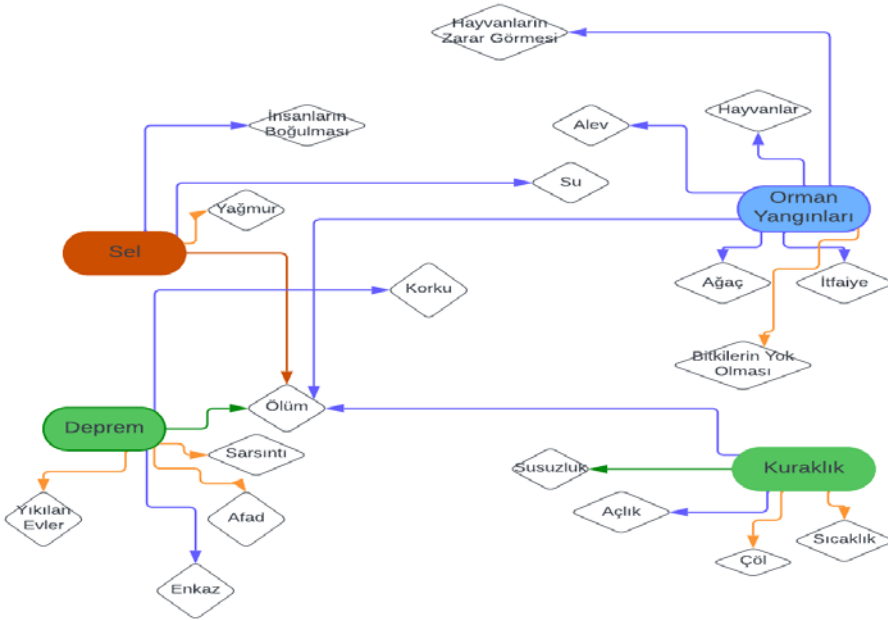 Hayvanların
Zarar Görmesi
İnsanların
Boğulması
Alev
Hayvanlar
Su
Yağmur
Orman
Yangınları
Sel
Korku
Ağaç
İtfaiye
Bitkilerin Yok
Olması
Ölüm
Deprem
Sarsıntı
Susuzluk
Kuraklık
Yıkılan
Evler
Afad
Açlık
Sıcaklık
Çöl
Enkaz